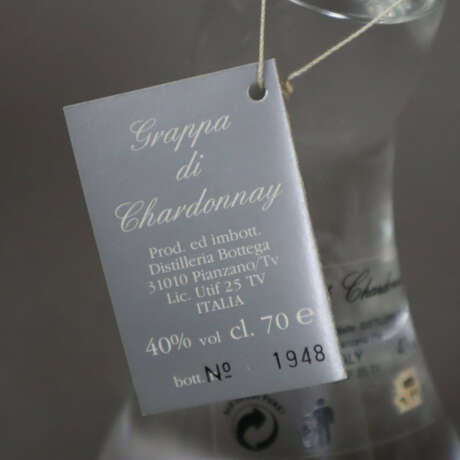 Grappa
di
Chardonnay
Prod. ed imbott.
Distilleria Bottega
31010 Pianzano/Tv
Lic. Utif 25 TV
ITALIA
40% vol cl. 70 e
bott. Nº 1948